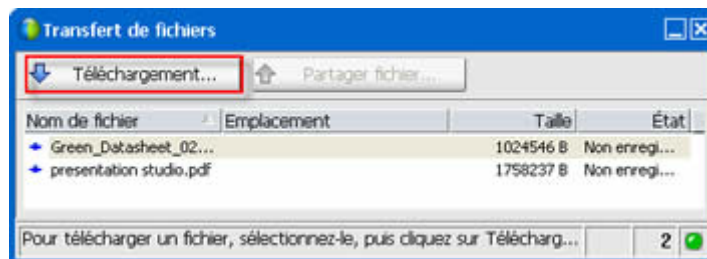 Transfert de fichiers
Téléchargement... Partager fichier...
Nom de fichier Emplacement Taille État
Green_Datasheet_02... 1024546 B Non enregi...
presentation studio.pdf 1758237 B Non enregi...
Pour télécharger un fichier, sélectionnez-le, puis cliquez sur Télécharg... 2